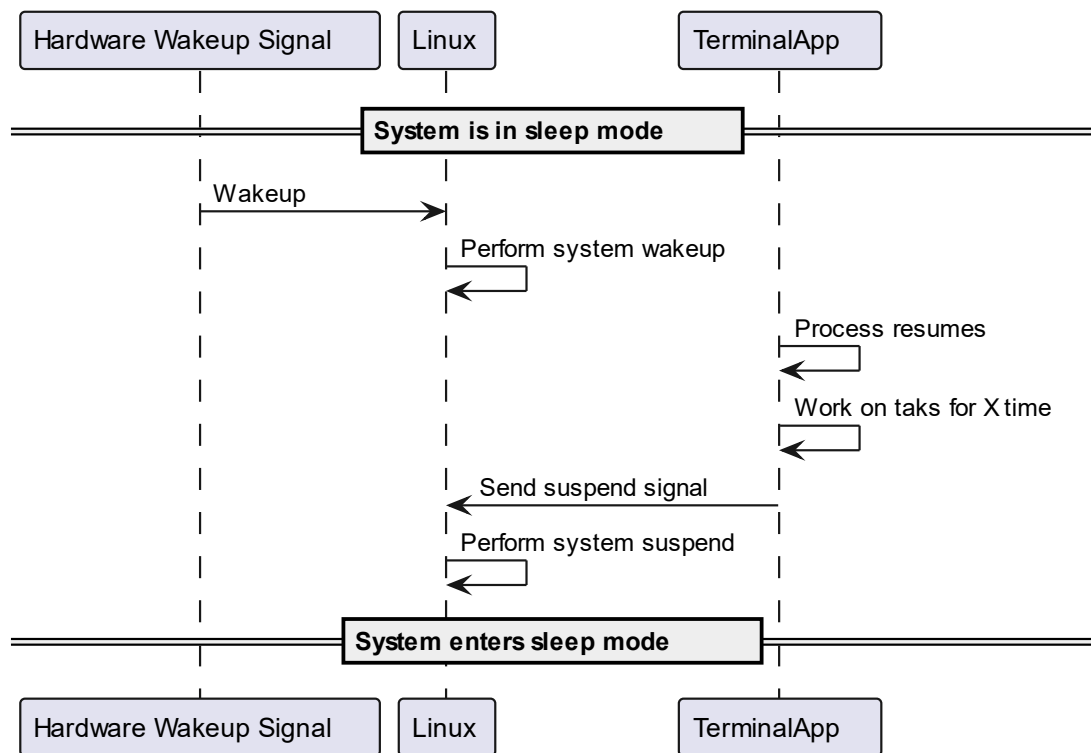 Hardware Wakeup Signal
Linux
TerminalApp
System is in sleep mode
Wakeup
Perform system wakeup
Process resumes
Work on taks for X time
Send suspend signal
Perform system suspend
System enters sleep mode
Hardware Wakeup Signal
Linux
TerminalApp